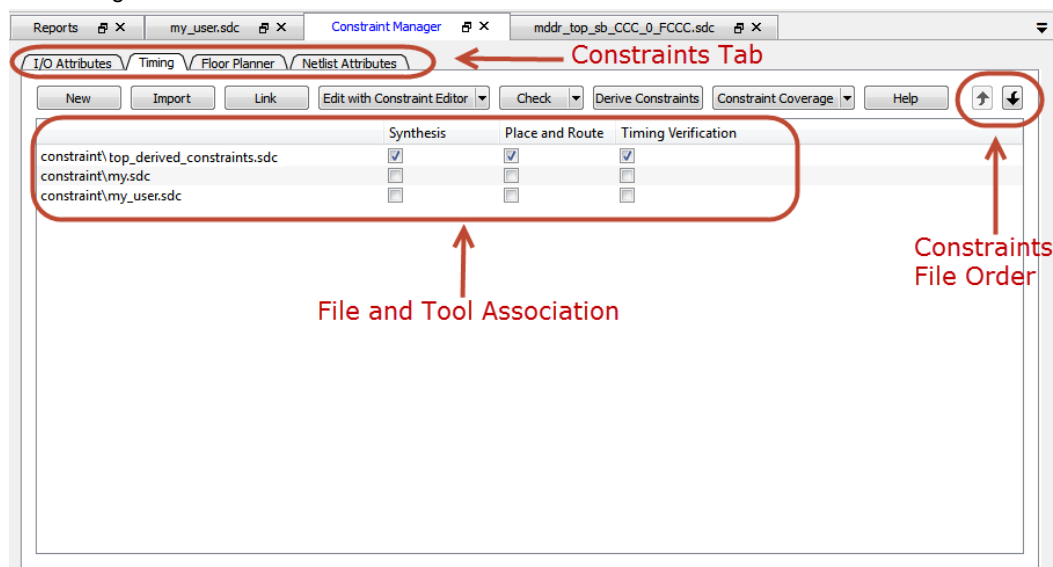 Reports my_user.sdc Constraint Manager mddr_top_sb_CCC_0_FCCC.sdc
I/O Attributes Timing Floor Planner Netlist Attributes Constraints Tab
New Import Link Edit with Constraint Editor Check Derive Constraints Constraint Coverage Help
Synthesis Place and Route Timing Verification
constraint\top_derived_constraints.sdc
constraint\my.sdc
constraint\my_user.sdc
Constraints
File Order
File and Tool Association